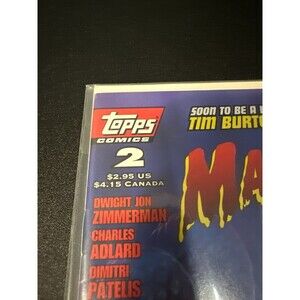 topps
COMICS
2
$2.95 US
$4.15 CANADA
SOON TO BE A
TIM BURTO
MA
DWIGHT JON
ZIMMERMAN
CHARLES
ADLARD
DIMITRI
PATELIS